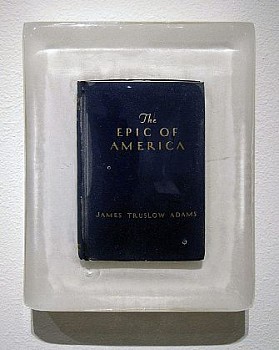 The
EPIC OF
AMERICA
JAMES TRUSLOW ADAMS